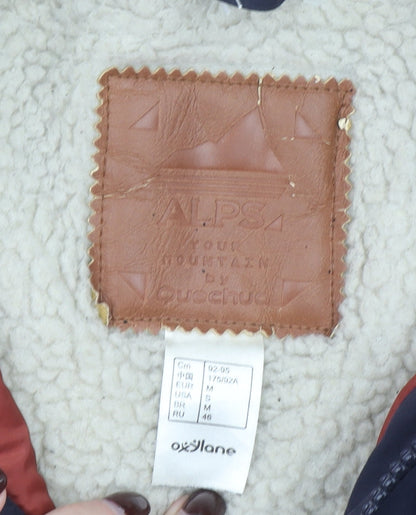 ALPS
YOUR
MOUNTAIN
by
Quechua
Cm 92-95
中国 175/92A
EUR M
USA S
BR M
RU 46
oxylane